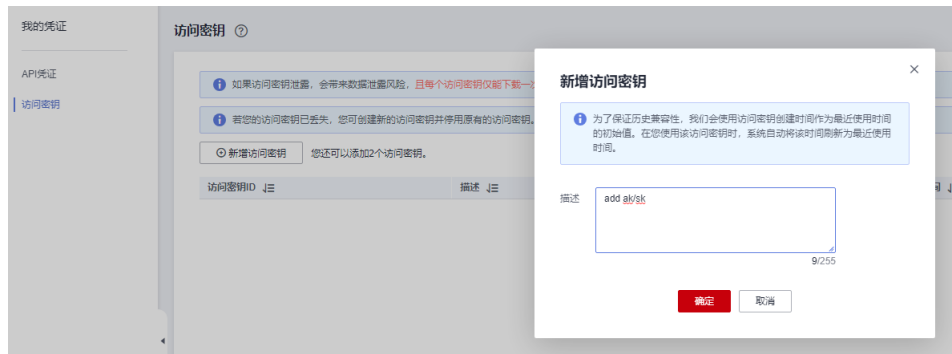 我的凭证
API凭证
访问密钥
访问密钥
如果访问密钥泄露，会带来数据泄露风险，且每个访问密钥仅能下载一次
若您的访问密钥已丢失，您可创建新的访问密钥并停用原有的访问密钥。
新增访问密钥 您还可以添加2个访问密钥。
访问密钥ID 描述
新增访问密钥
为了保证历史兼容性，我们会使用访问密钥创建时间作为最近使用时间
的初始值。在您使用该访问密钥时，系统自动将该时间刷新为最近使用
时间。
描述 add ak/sk
9/255
确定 取消